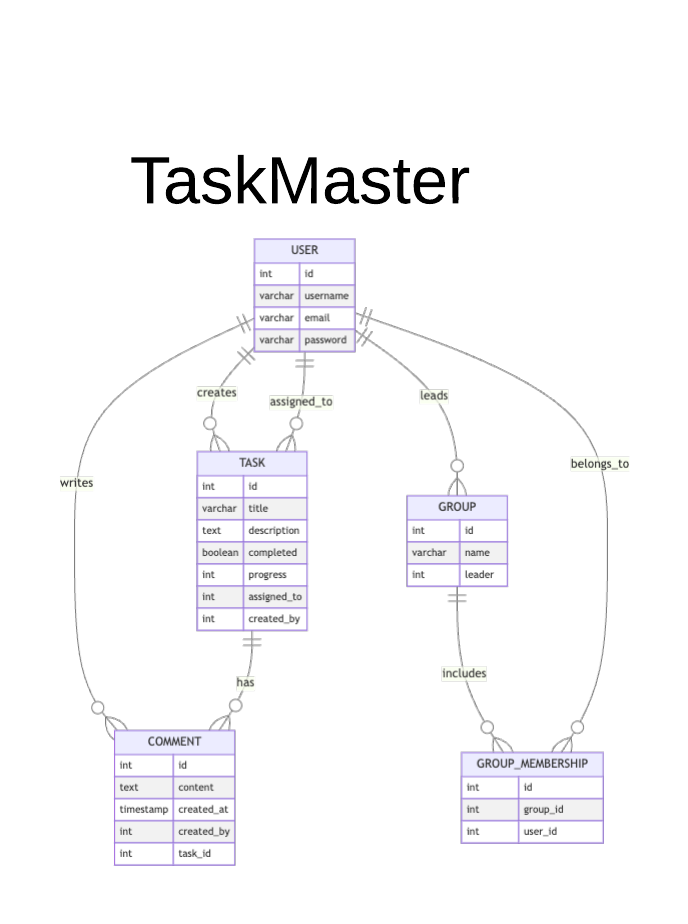 TaskMaster
USER
int id
varchar username
varchar email
varchar password
creates
assigned_to
leads
belongs_to
writes
TASK
int id
varchar title
text description
boolean completed
int progress
int assigned_to
int created_by
GROUP
int id
varchar name
int leader
has
includes
COMMENT
int id
text content
timestamp created_at
int created_by
int task_id
GROUP_MEMBERSHIP
int id
int group_id
int user_id